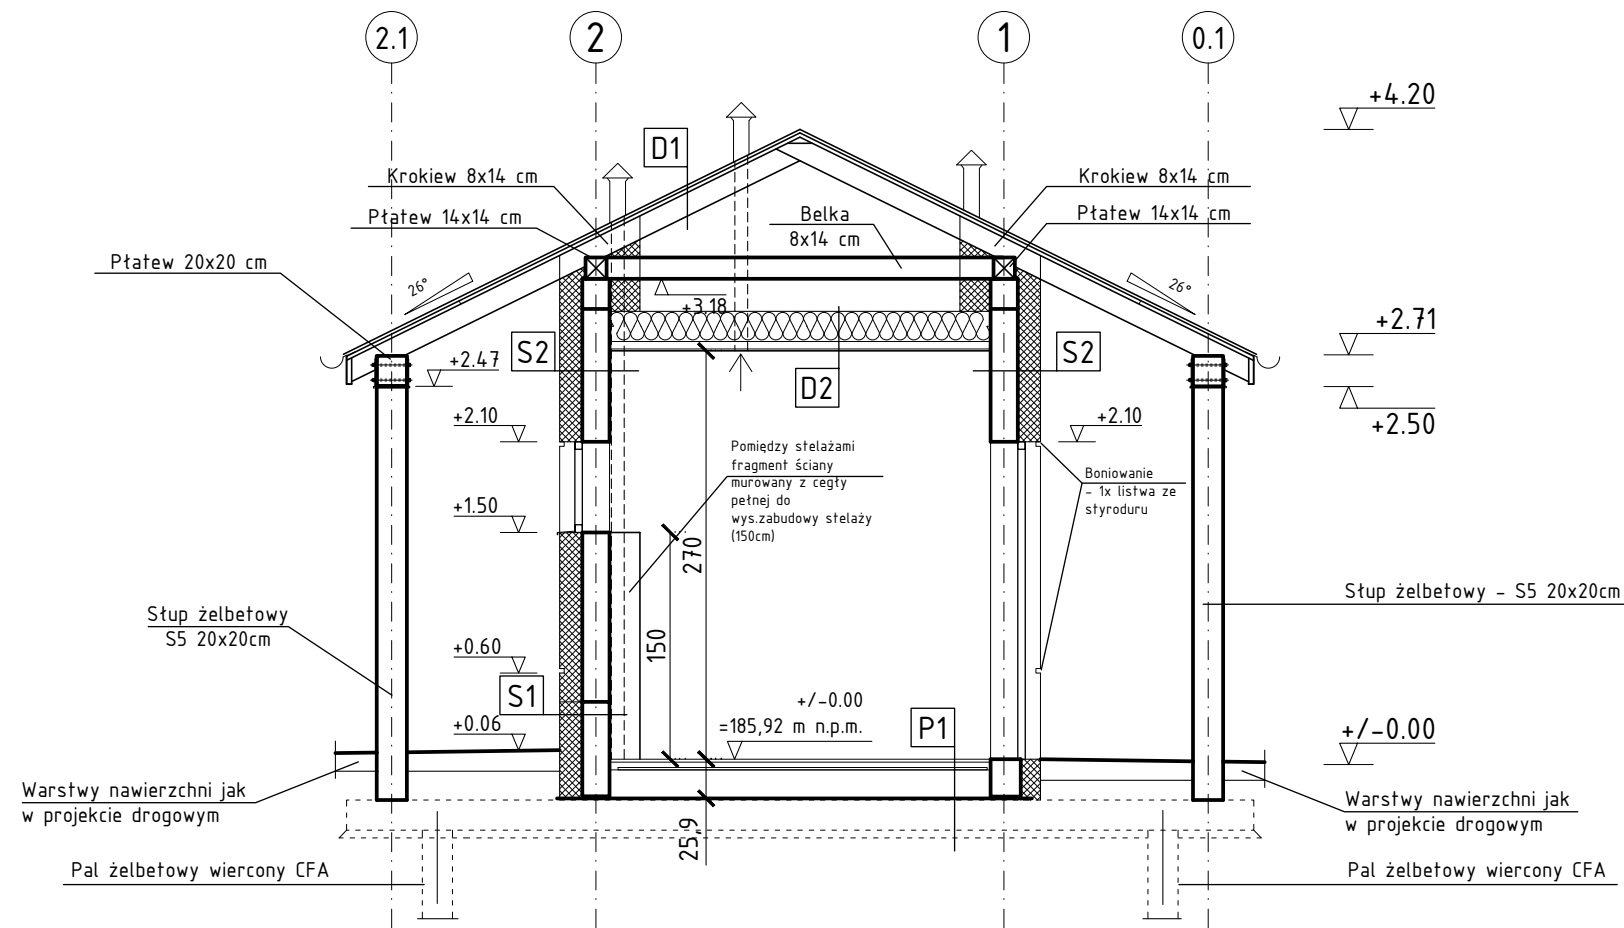 2.1
2
1
0.1
+4.20
D1
Krokiew 8x14 cm
Krokiew 8x14 cm
Płatew 14x14 cm
Belka
8x14 cm
Płatew 14x14 cm
Płatew 20x20 cm
26°
26°
+3.18
+2.71
S2
S2
+2.47
D2
+2.10
+2.10
+2.50
Pomiędzy stelażami
fragment ściany
murowany z cegły
pełnej do
wys.zabudowy stelaży
(150cm)
Boniowanie
- 1x listwa ze
styroduru
+1.50
270
150
Słup żelbetowy
S5 20x20cm
Słup żelbetowy - S5 20x20cm
+0.60
S1
+0.06
+/-0.00
=185,92 m n.p.m.
P1
+/-0.00
Warstwy nawierzchni jak
w projekcie drogowym
Warstwy nawierzchni jak
w projekcie drogowym
25,9
Pal żelbetowy wiercony CFA
Pal żelbetowy wiercony CFA